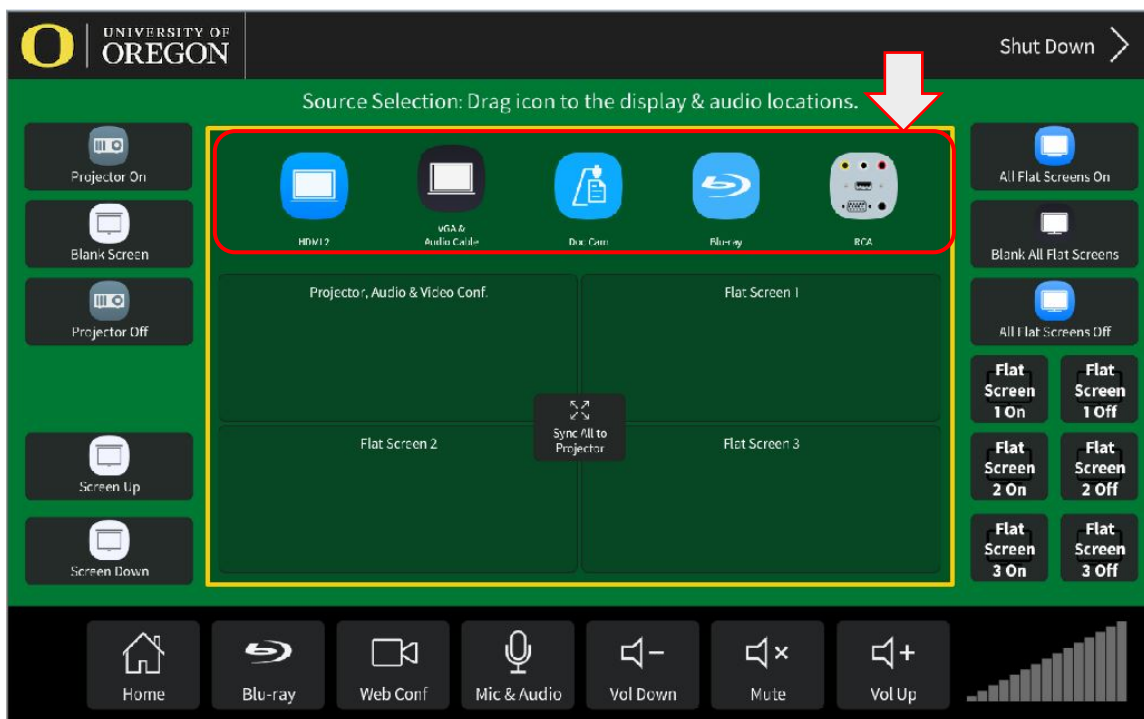 O
UNIVERSITY OF
OREGON
Shut Down
Source Selection: Drag icon to the display & audio locations.
Projector On
Blank Screen
Projector Off
Screen Up
Screen Down
HDMI 2
VGA &
Audio Cable
Doc Cam
Blu-ray
RCA
Projector, Audio & Video Conf.
Flat Screen 1
Sync All to
Projector
Flat Screen 2
Flat Screen 3
All Flat Screens On
Blank All Flat Screens
All Flat Screens Off
Flat
Screen
1 On
Flat
Screen
1 Off
Flat
Screen
2 On
Flat
Screen
2 Off
Flat
Screen
3 On
Flat
Screen
3 Off
Home
Blu-ray
Web Conf
Mic & Audio
Vol Down
Mute
Vol Up